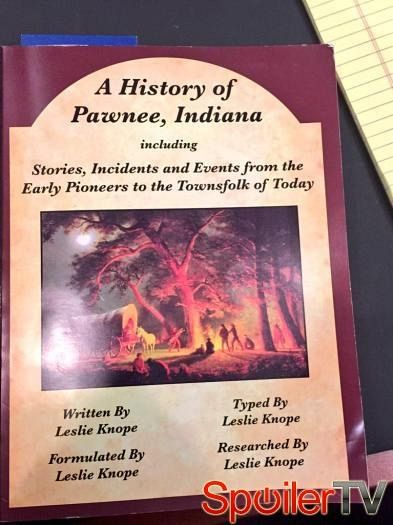 A History of
Pawnee, Indiana
including
Stories, Incidents and Events from the
Early Pioneers to the Townsfolk of Today
Written By
Leslie Knope
Typed By
Leslie Knope
Formulated By
Leslie Knope
Researched By
Leslie Knope
SpoilerTV